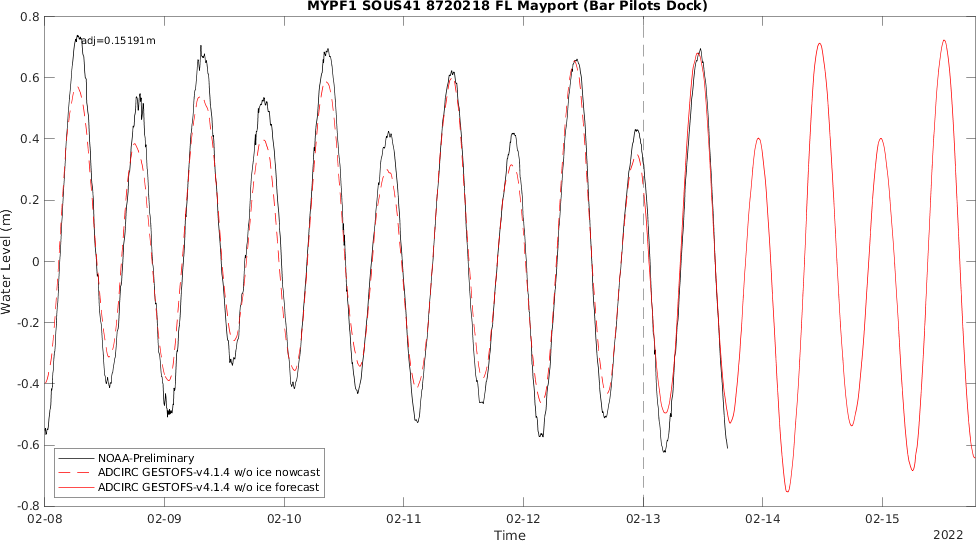 MYPF1 SOUS41 8720218 FL Mayport (Bar Pilots Dock)
adj=0.15191m
0.8
0.6
0.4
0.2
0
-0.2
-0.4
-0.6
-0.8
Water Level (m)
NOAA-Preliminary
ADCIRC GESTOFS-v4.1.4 w/o ice nowcast
ADCIRC GESTOFS-v4.1.4 w/o ice forecast
02-08 02-09 02-10 02-11 02-12 02-13 02-14 02-15
Time
2022